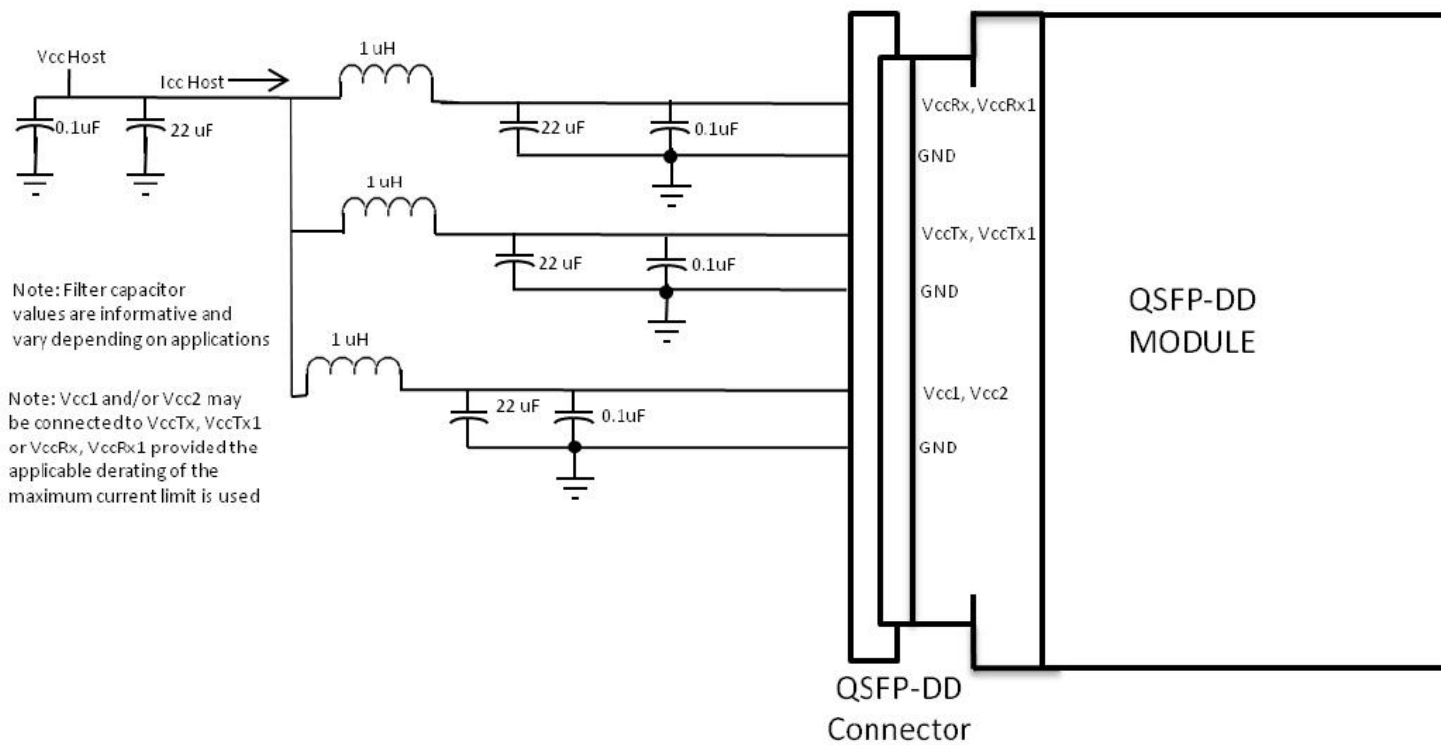 1 uH
Vcc Host
Icc Host
0.1uF
22 uF
22 uF
0.1uF
VccRx, VccRx1
GND
1 uH
22 uF
0.1uF
VccTx, VccTx1
GND
Note: Filter capacitor
values are informative and
vary depending on applications
1 uH
22 uF
0.1uF
Vcc1, Vcc2
GND
Note: Vcc1 and/or Vcc2 may
be connected to VccTx, VccTx1
or VccRx, VccRx1 provided the
applicable derating of the
maximum current limit is used
QSFP-DD
MODULE
QSFP-DD
Connector